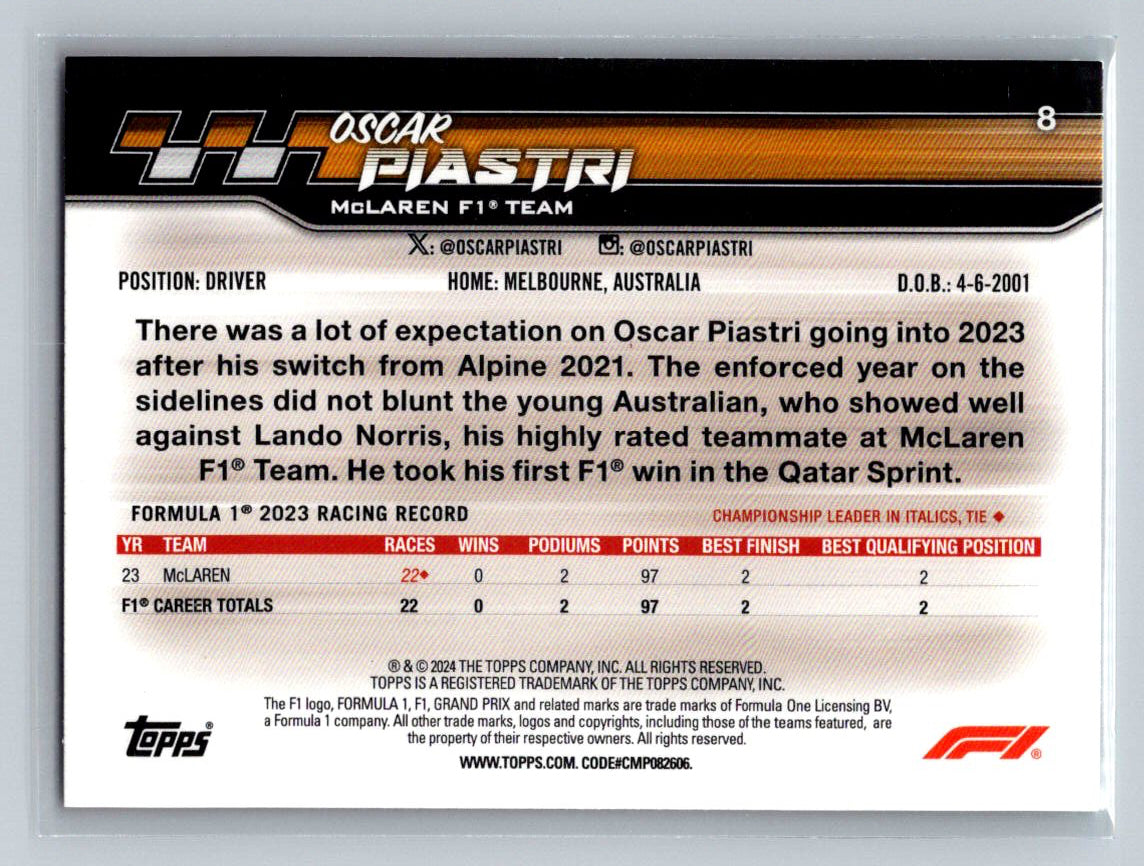 8
OSCAR
PIASTRI
McLAREN F1® TEAM
X: @OSCARPIASTRI : @OSCARPIASTRI
POSITION: DRIVER HOME: MELBOURNE, AUSTRALIA D.O.B.: 4-6-2001
There was a lot of expectation on Oscar Piastri going into 2023
after his switch from Alpine 2021. The enforced year on the
sidelines did not blunt the young Australian, who showed well
against Lando Norris, his highly rated teammate at McLaren
F1® Team. He took his first F1® win in the Qatar Sprint.
FORMULA 1® 2023 RACING RECORD CHAMPIONSHIP LEADER IN ITALICS, TIE ♦
YR TEAM RACES WINS PODIUMS POINTS BEST FINISH BEST QUALIFYING POSITION
23 McLAREN 22♦ 0 2 97 2 2
F1® CAREER TOTALS 22 0 2 97 2 2
® & © 2024 THE TOPPS COMPANY, INC. ALL RIGHTS RESERVED.
TOPPS IS A REGISTERED TRADEMARK OF THE TOPPS COMPANY, INC.
The F1 logo, FORMULA 1, F1, GRAND PRIX and related marks are trade marks of Formula One Licensing BV,
a Formula 1 company. All other trade marks, logos and copyrights, including those of the teams featured, are
the property of their respective owners. All rights reserved.
WWW.TOPPS.COM. CODE#CMP082606.
Topps®
F1®